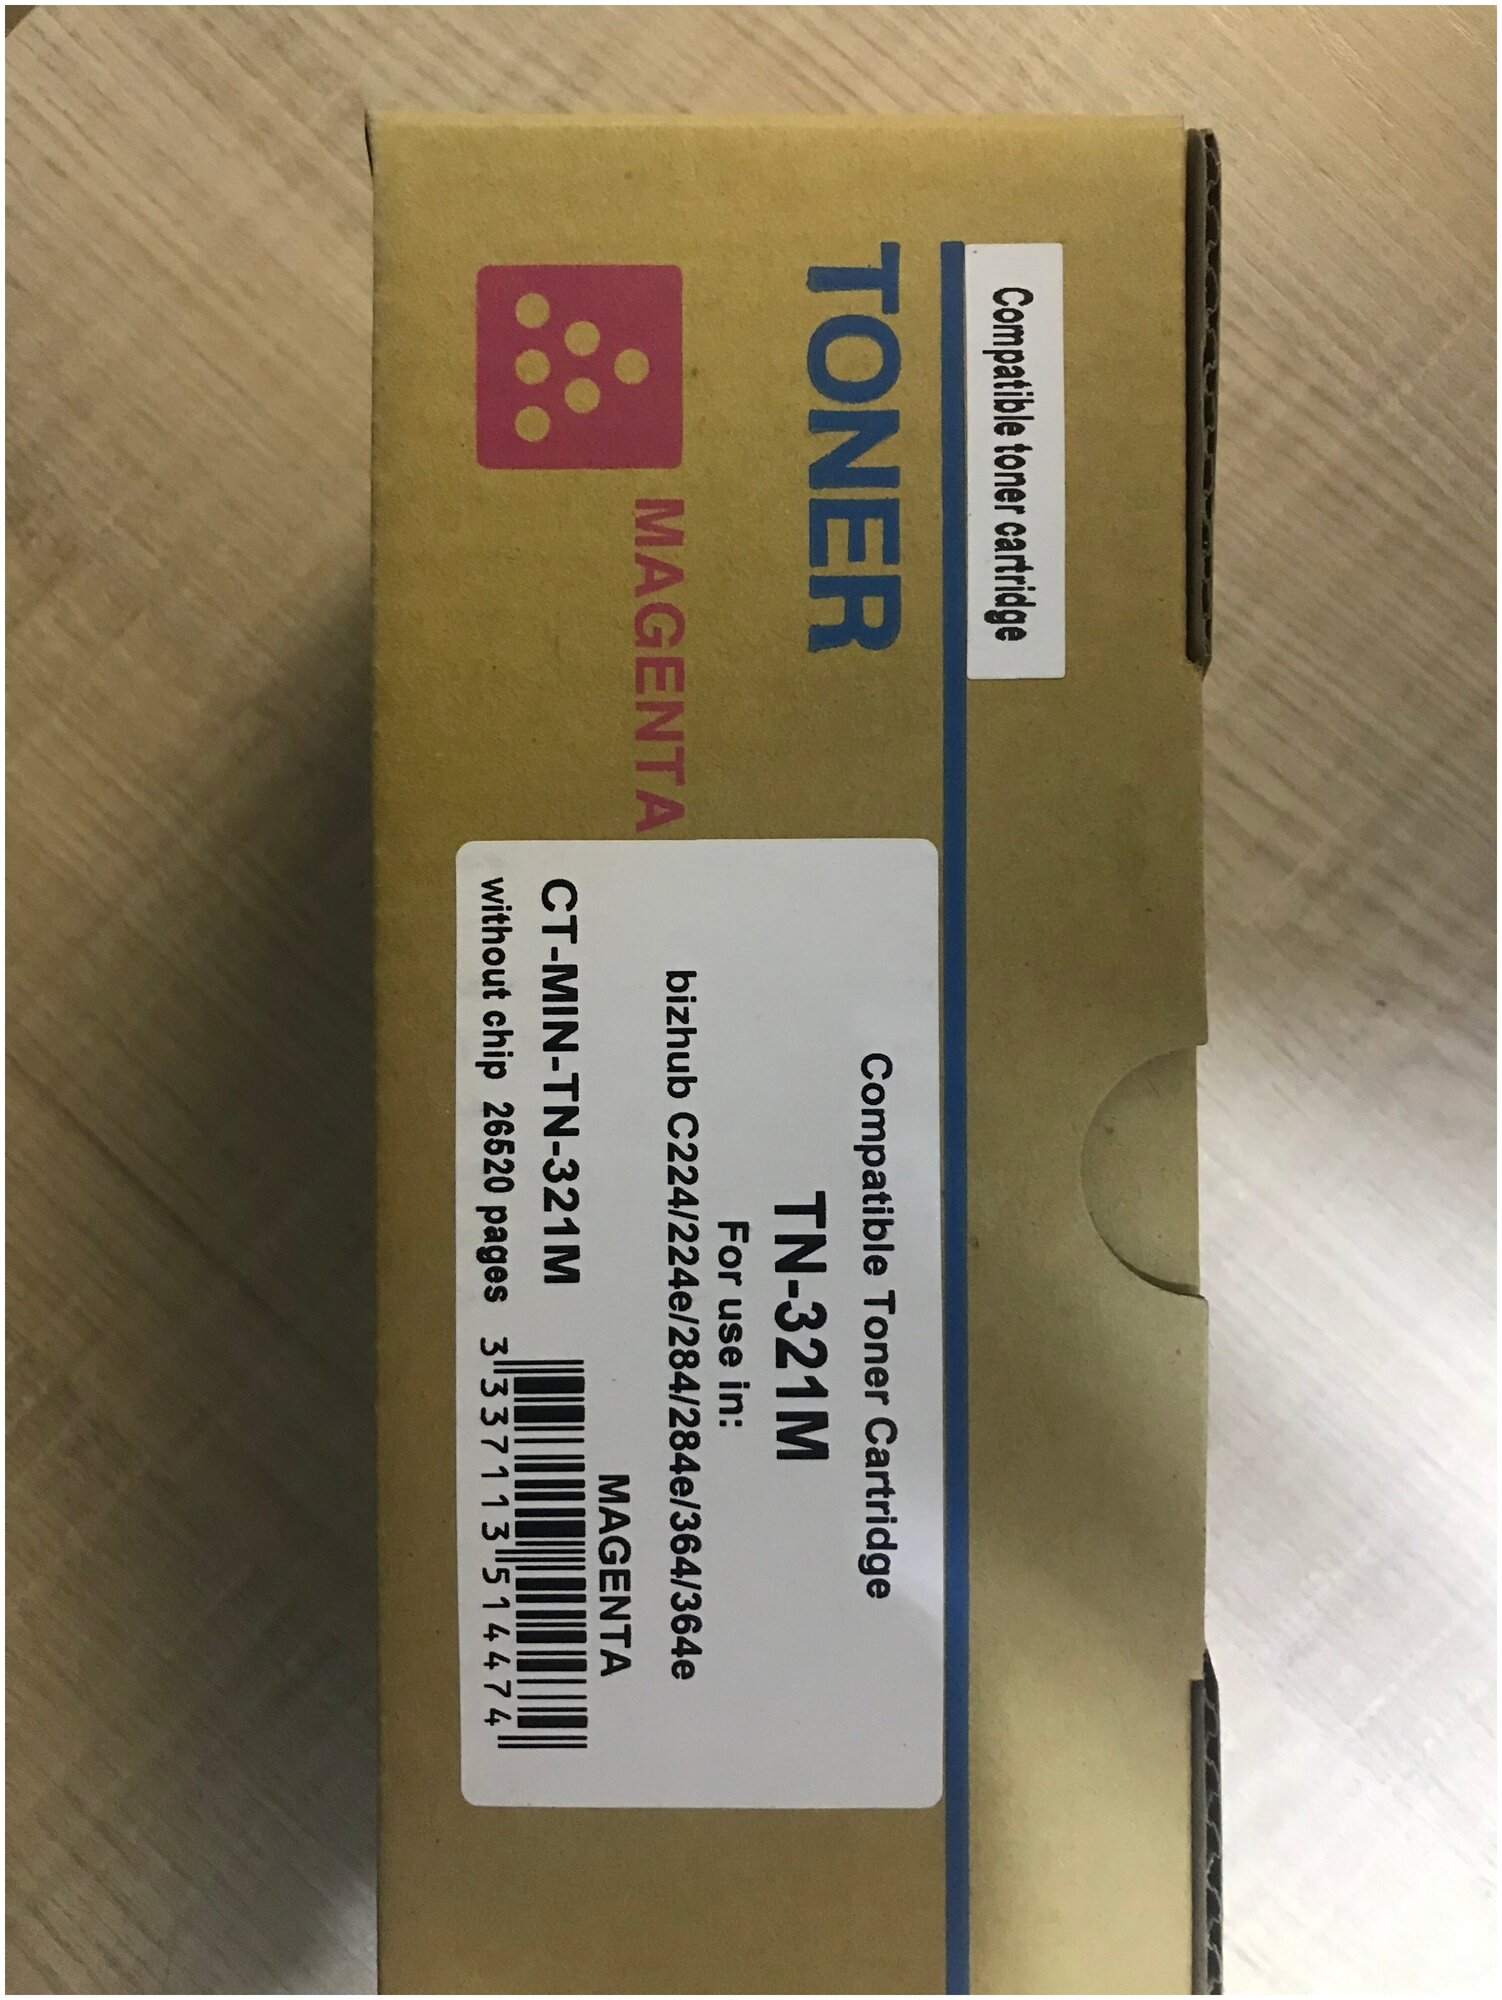 Compatible toner cartridge
TONER
MAGENTA
Compatible Toner Cartridge
TN-321M
For use in:
bizhub C224/224e/284/284e/364/364e
MAGENTA
CT-MIN-TN-321M
without chip 26520 pages 3 337113 514474